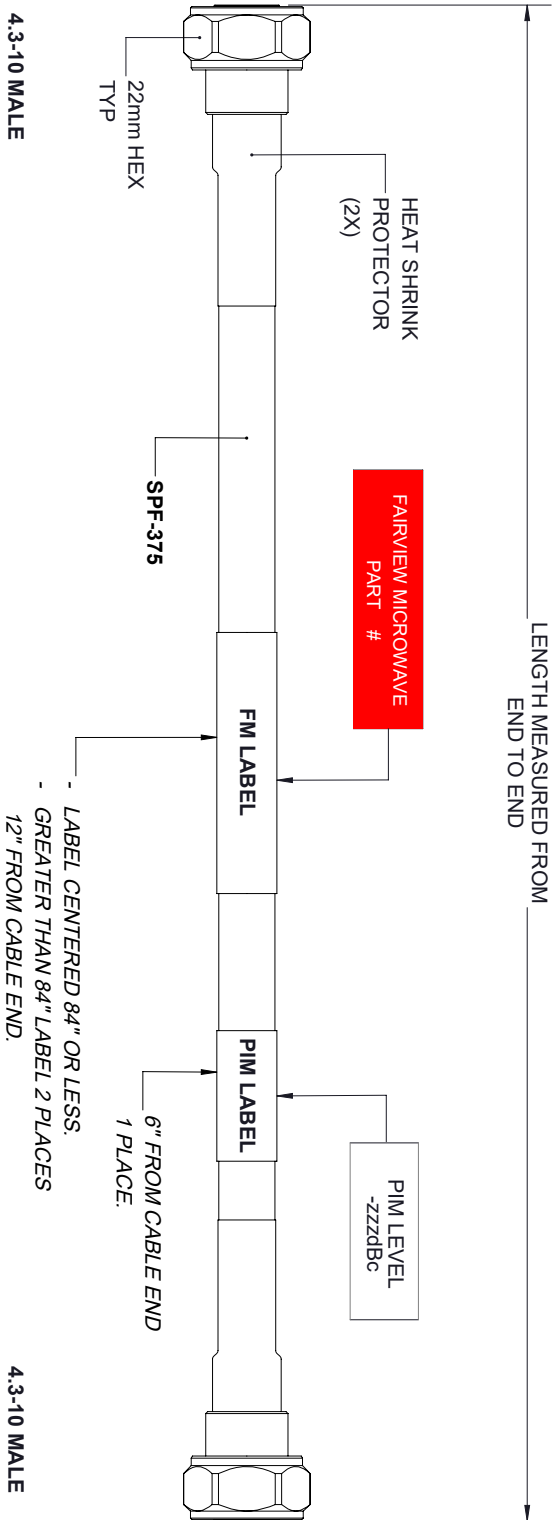 LENGTH MEASURED FROM
END TO END
FAIRVIEW MICROWAVE
PART #
PIM LEVEL
-zzzdBc
HEAT SHRINK
PROTECTOR
(2X)
FM LABEL
PIM LABEL
22mm HEX
TYP
SPF-375
6" FROM CABLE END
1 PLACE.
- LABEL CENTERED 84" OR LESS.
- GREATER THAN 84" LABEL 2 PLACES
12" FROM CABLE END.
4.3-10 MALE
4.3-10 MALE